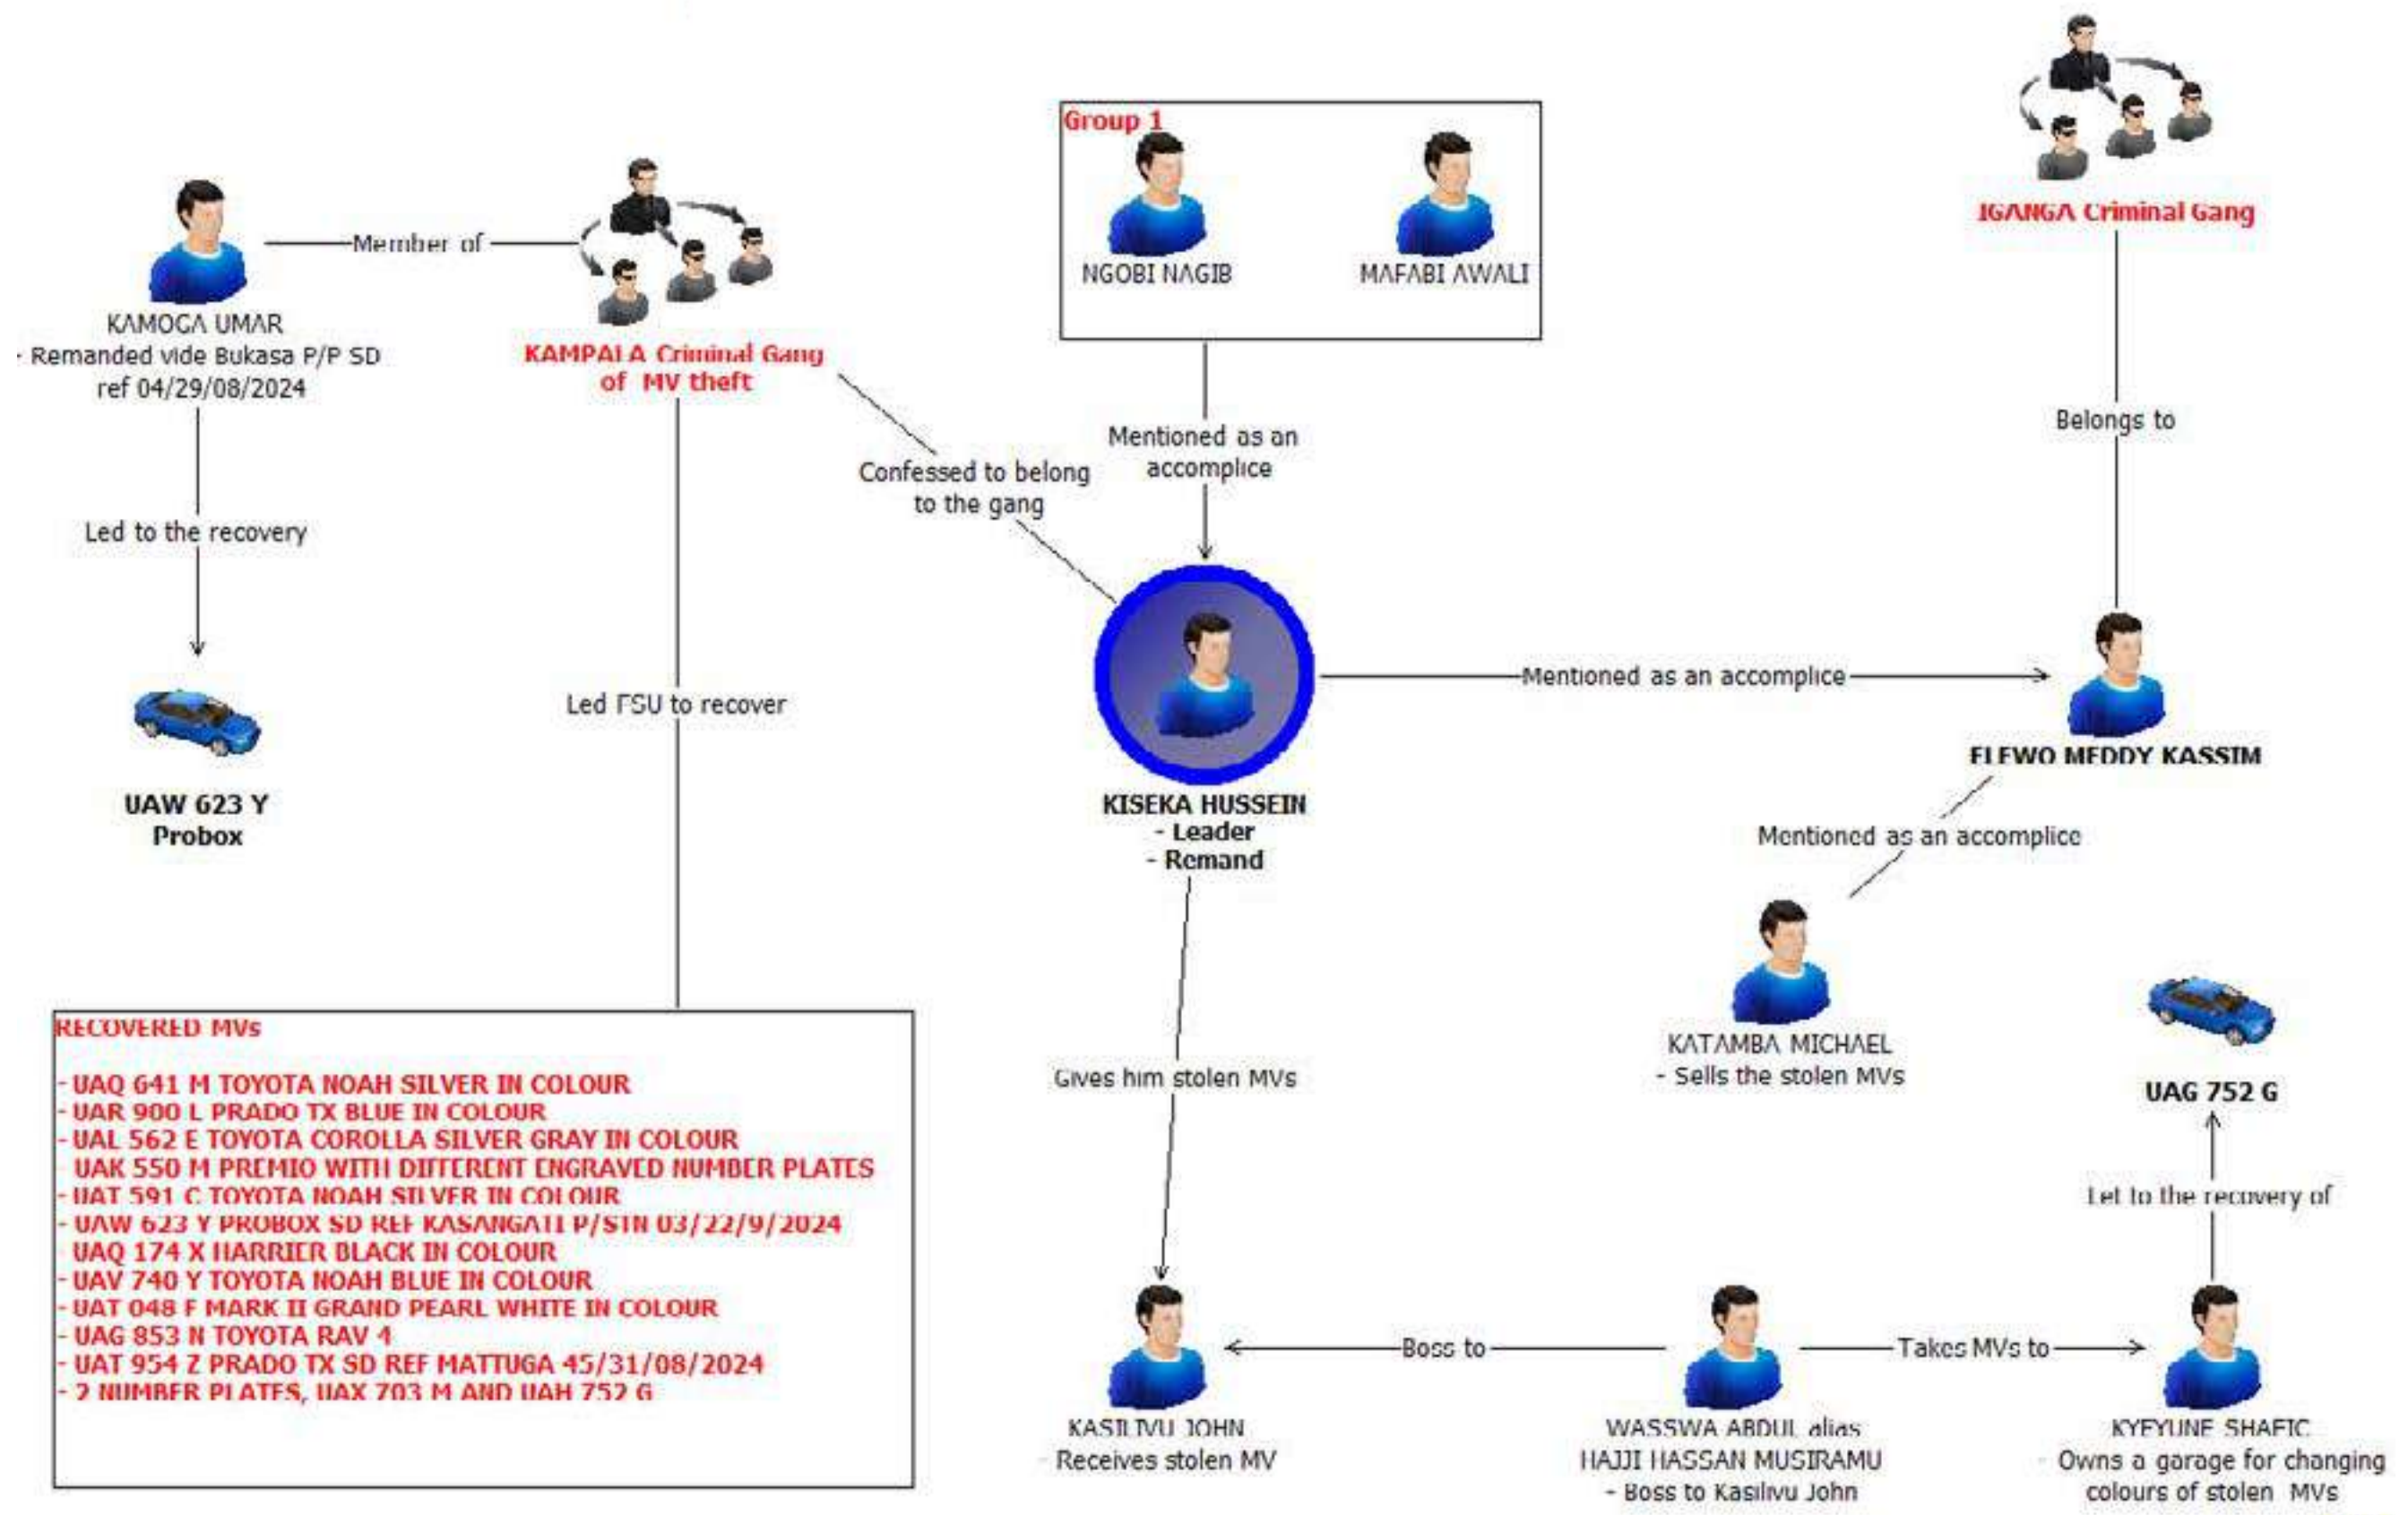 Group 1
NGOBI NAGIB
MAFABI AWALI
IGANGA Criminal Gang
Member of
KAMOGA UMAR
- Remanded vide Bukasa P/P SD
ref 04/29/08/2024
KAMPALA Criminal Gang
of MV theft
Mentioned as an
accomplice
Confessed to belong
to the gang
Belongs to
Led to the recovery
Led FSU to recover
Mentioned as an accomplice
UAW 623 Y
Probox
KISEKA HUSSEIN
- Leader
- Remand
ELEWO MEDDY KASSIM
Mentioned as an accomplice
KATAMBA MICHAEL
- Sells the stolen MVs
Gives him stolen MVs
UAG 752 G
Let to the recovery of
RECOVERED MVs
- UAQ 641 M TOYOTA NOAH SILVER IN COLOUR
- UAR 900 L PRADO TX BLUE IN COLOUR
- UAL 562 E TOYOTA COROLLA SILVER GRAY IN COLOUR
- UAK 550 M PREMIO WITH DIFFERENT ENGRAVED NUMBER PLATES
- UAT 591 C TOYOTA NOAH SILVER IN COLOUR
- UAW 623 Y PROBOX SD REF KASANGATI P/STN 03/22/9/2024
- UAQ 174 X HARRIER BLACK IN COLOUR
- UAV 740 Y TOYOTA NOAH BLUE IN COLOUR
- UAT 048 F MARK II GRAND PEARL WHITE IN COLOUR
- UAG 853 N TOYOTA RAV 4
- UAT 954 Z PRADO TX SD REF MATTUGA 45/31/08/2024
- 2 NUMBER PLATES, UAX 703 M AND UAH 752 G
Boss to
Takes MVs to
KASILIVU JOHN
- Receives stolen MV
WASSWA ABDUL alias
HAJJI HASSAN MUSIRAMU
- Boss to Kasilivu John
KYEYUNE SHAFIC
- Owns a garage for changing
colours of stolen MVs